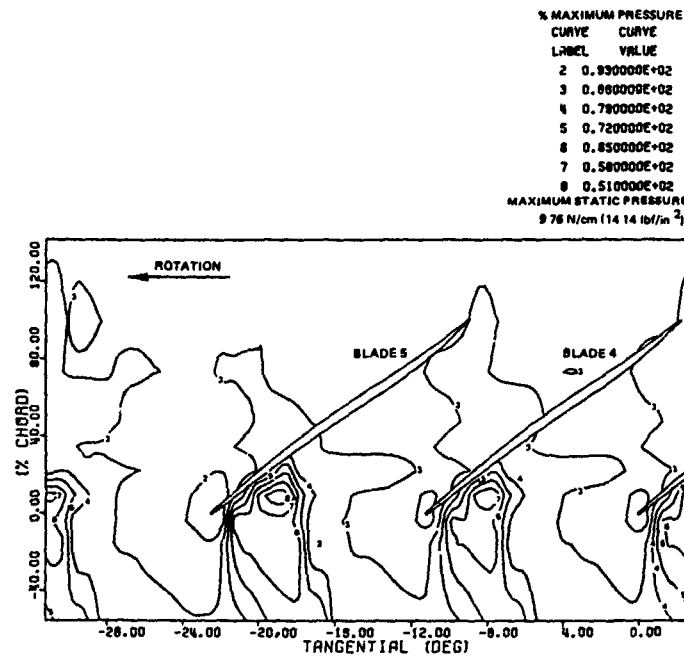 % MAXIMUM PRESSURE
CURVE CURVE
LABEL VALUE
2 0.930000E+02
3 0.860000E+02
4 0.790000E+02
5 0.720000E+02
6 0.650000E+02
7 0.580000E+02
8 0.510000E+02
MAXIMUM STATIC PRESSURE
9 76 N/cm (14 14 lbf/in 2)
120.00
ROTATION
BLADE 5
BLADE 4
80.00
(% CHORD)
40.00
0.00
-40.00
-28.00 -24.00 -20.00 -16.00 -12.00 -8.00 4.00 0.00
TANGENTIAL (DEG)